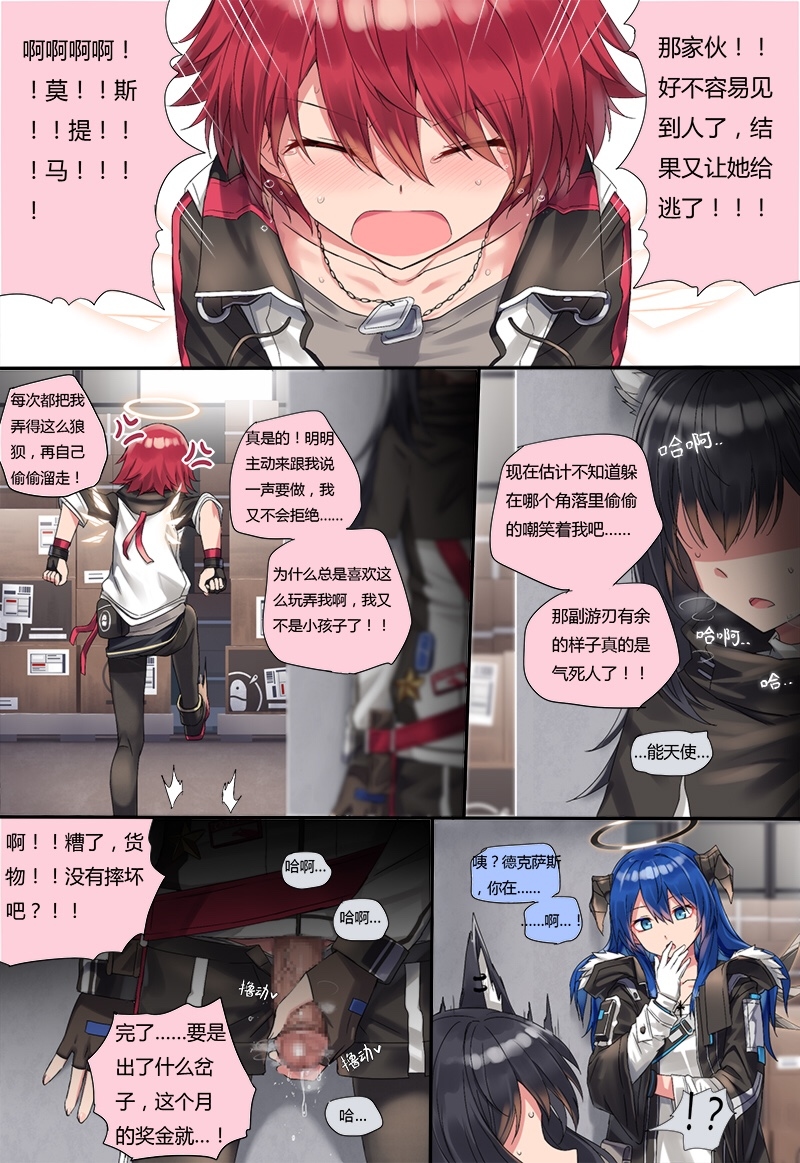 啊啊啊啊！
！莫！！斯
！！提！！
！马！！！
！
那家伙！！
好不容易见
到人了，结
果又让她给
逃了！！！
每次都把我
弄得这么狼
狈，再自己
偷偷溜走！
真是的！明明
主动来跟我说
一声要做，我
又不会拒绝……
为什么总是喜欢这
么玩弄我啊，我又
不是小孩子了！！
哈啊..
现在估计不知道躲
在哪个角落里偷偷
的嘲笑着我吧……
那副游刃有余
的样子真的是
气死人了！！
哈啊..
哈..
…能天使…
啊！！糟了，货
物！！没有摔坏
吧？！！
哈啊…
哈啊…
撸动♥
撸动♥
完了……要是
出了什么岔
子，这个月
的奖金就…！
哈…
咦？德克萨斯
，你在……
……啊…！
！？